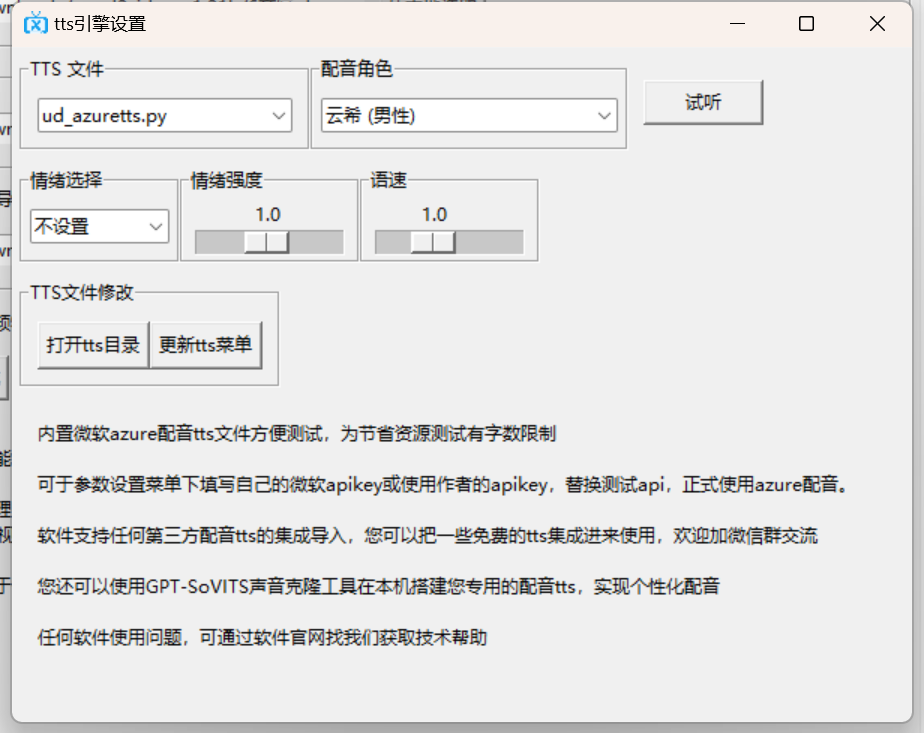 tts引擎设置
TTS 文件
配音角色
ud_azuretts.py
云希 (男性)
试听
情绪选择
情绪强度
语速
不设置
1.0
1.0
TTS文件修改
打开tts目录
更新tts菜单
内置微软azure配音tts文件方便测试，为节省资源测试有字数限制
可于参数设置菜单下填写自己的微软apikey或使用作者的apikey，替换测试api，正式使用azure配音。
软件支持任何第三方配音tts的集成导入，您可以把一些免费的tts集成进来使用，欢迎加微信群交流
您还可以使用GPT-SoVITS声音克隆工具在本机搭建您专用的配音tts，实现个性化配音
任何软件使用问题，可通过软件官网找我们获取技术帮助